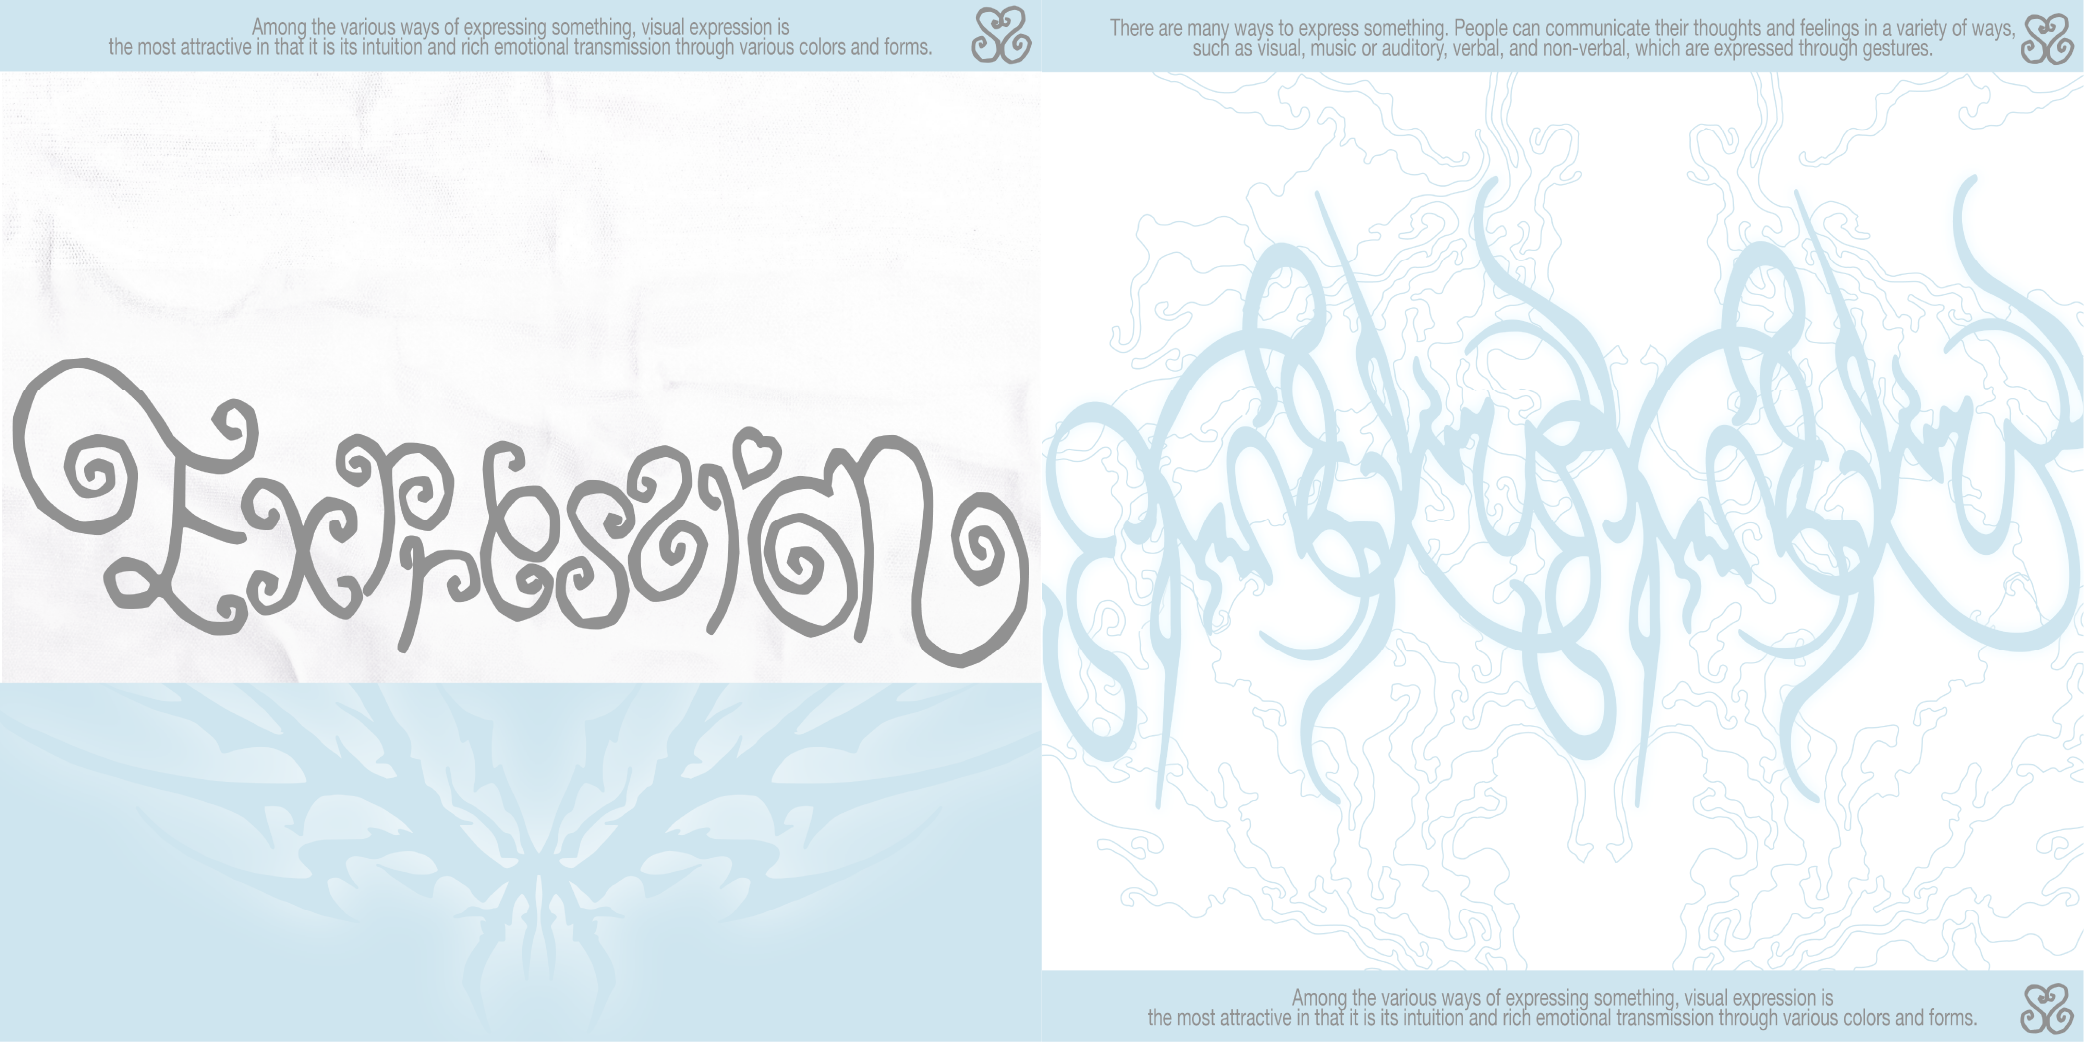 Among the various ways of expressing something, visual expression is
the most attractive in that it is its intuition and rich emotional transmission through various colors and forms.
Expression
There are many ways to express something. People can communicate their thoughts and feelings in a variety of ways,
such as visual, music or auditory, verbal, and non-verbal, which are expressed through gestures.
Among the various ways of expressing something, visual expression is
the most attractive in that it is its intuition and rich emotional transmission through various colors and forms.